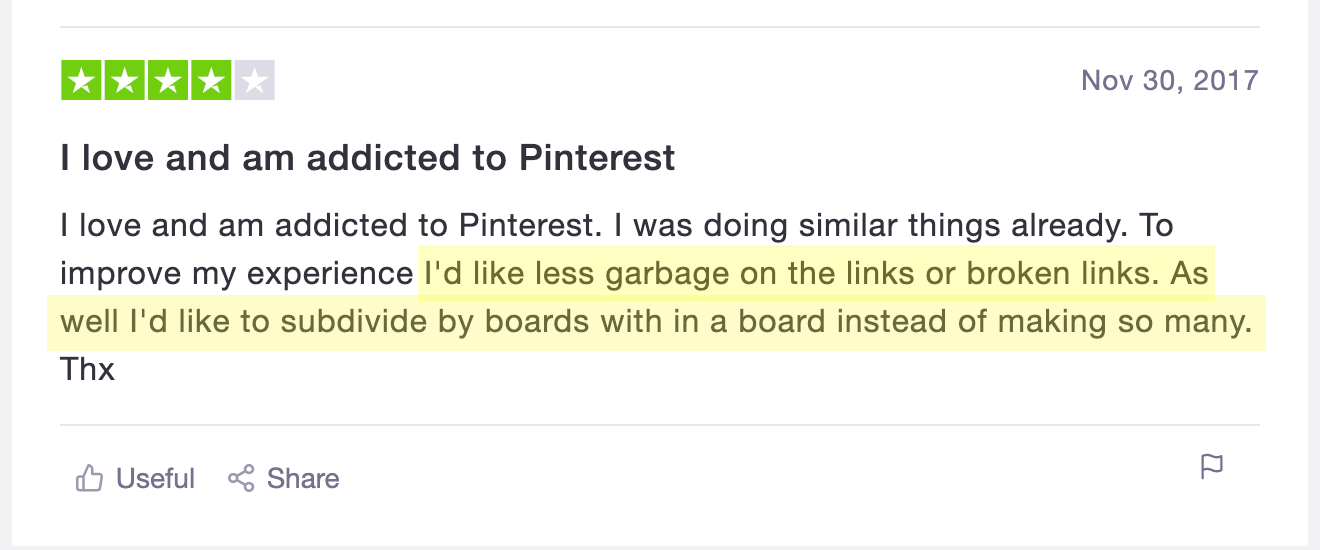 Nov 30, 2017
I love and am addicted to Pinterest
I love and am addicted to Pinterest. I was doing similar things already. To
improve my experience I'd like less garbage on the links or broken links. As
well I'd like to subdivide by boards with in a board instead of making so many.
Thx
Useful Share